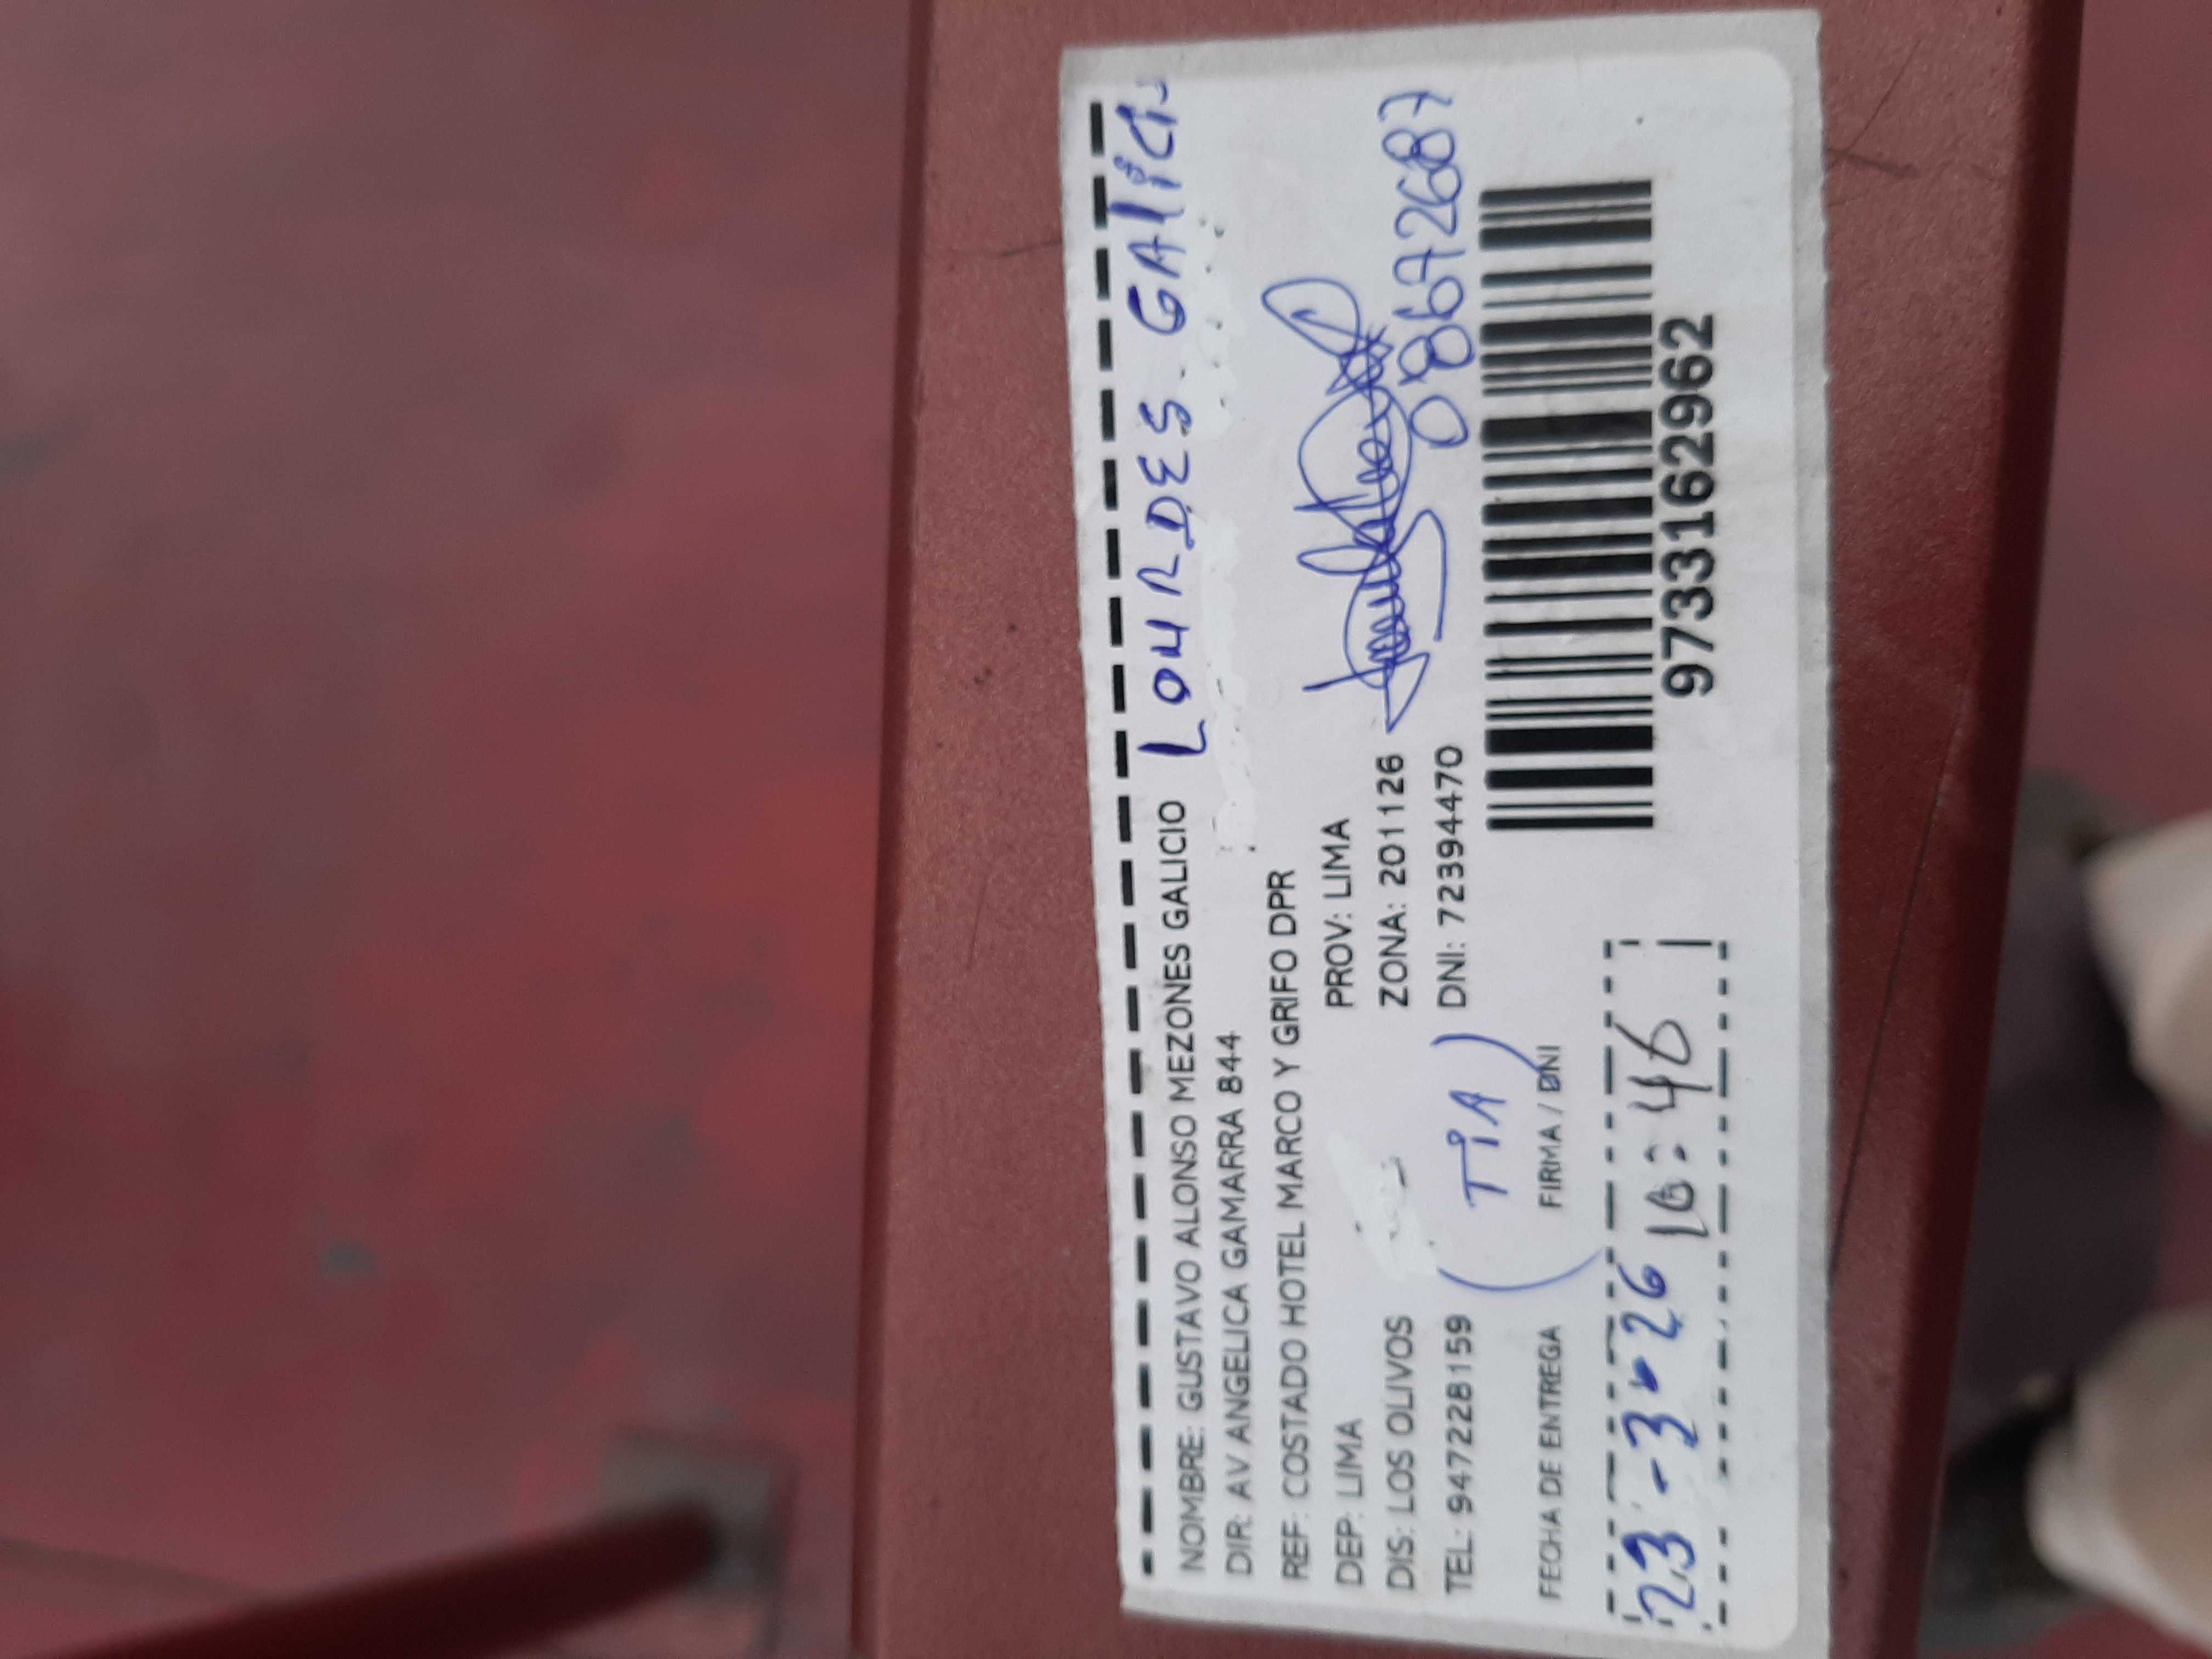 NOMBRE: GUSTAVO ALONSO MEZONES GALICIO LOURDES GALICIO
DIR: AV ANGELICA GAMARRA 844
REF: COSTADO HOTEL MARCO Y GRIFO DPR
DEP: LIMA PROV: LIMA
DIS: LOS OLIVOS ZONA: 201126
08672687
TEL: 947228159 (TIA) DNI: 72394470
FECHA DE ENTREGA FIRMA / DNI
23-3-26 10:46
9733162962